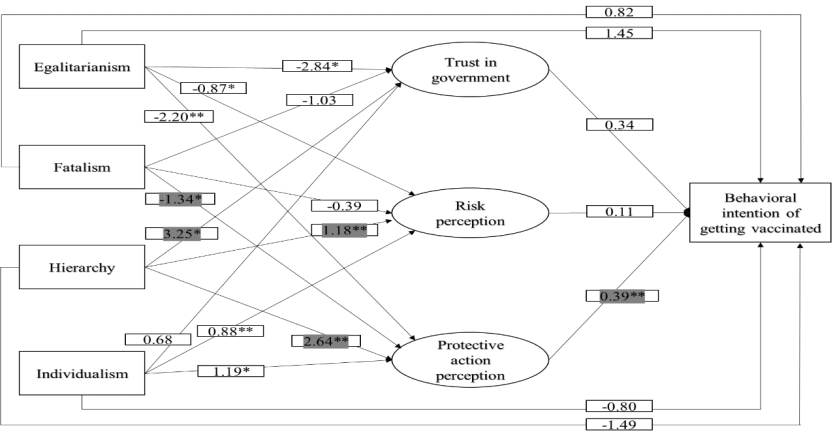 0.82
1.45
Egalitarianism
-2.84*
Trust in
government
-0.87*
-1.03
-2.20**
0.34
Fatalism
-1.34*
-0.39
Risk
perception
0.11
Behavioral
intention of
getting vaccinated
3.25*
1.18**
Hierarchy
0.39**
0.68
0.88**
2.64**
Protective
action
perception
Individualism
1.19*
-0.80
-1.49